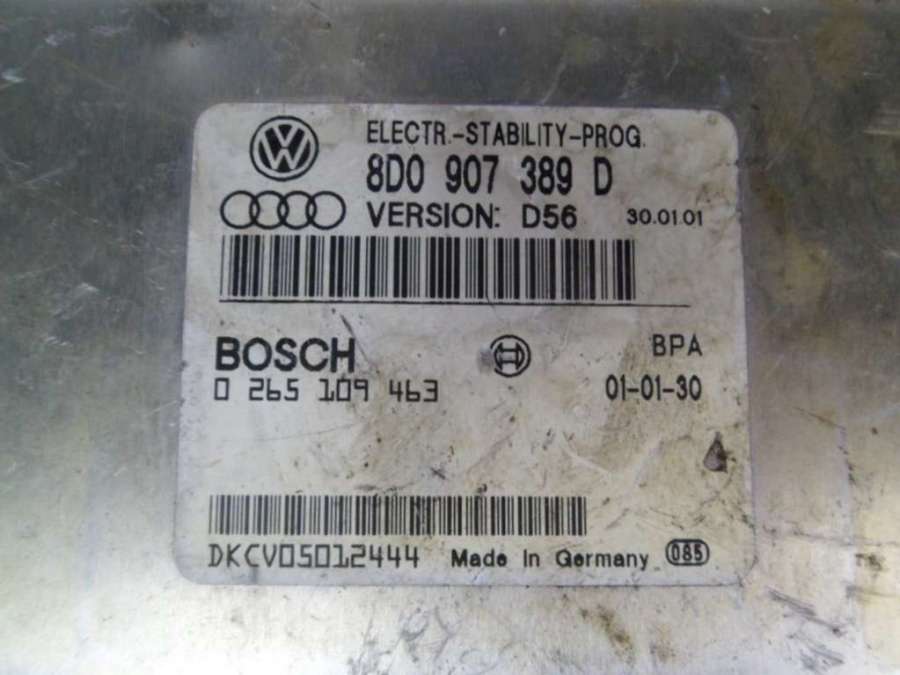 ELECTR.-STABILITY-PROG.
8D0 907 389 D
VERSION: D56 30.01.01
BOSCH BPA
0 265 109 463 01-01-30
DKCV05012444 Made in Germany 085